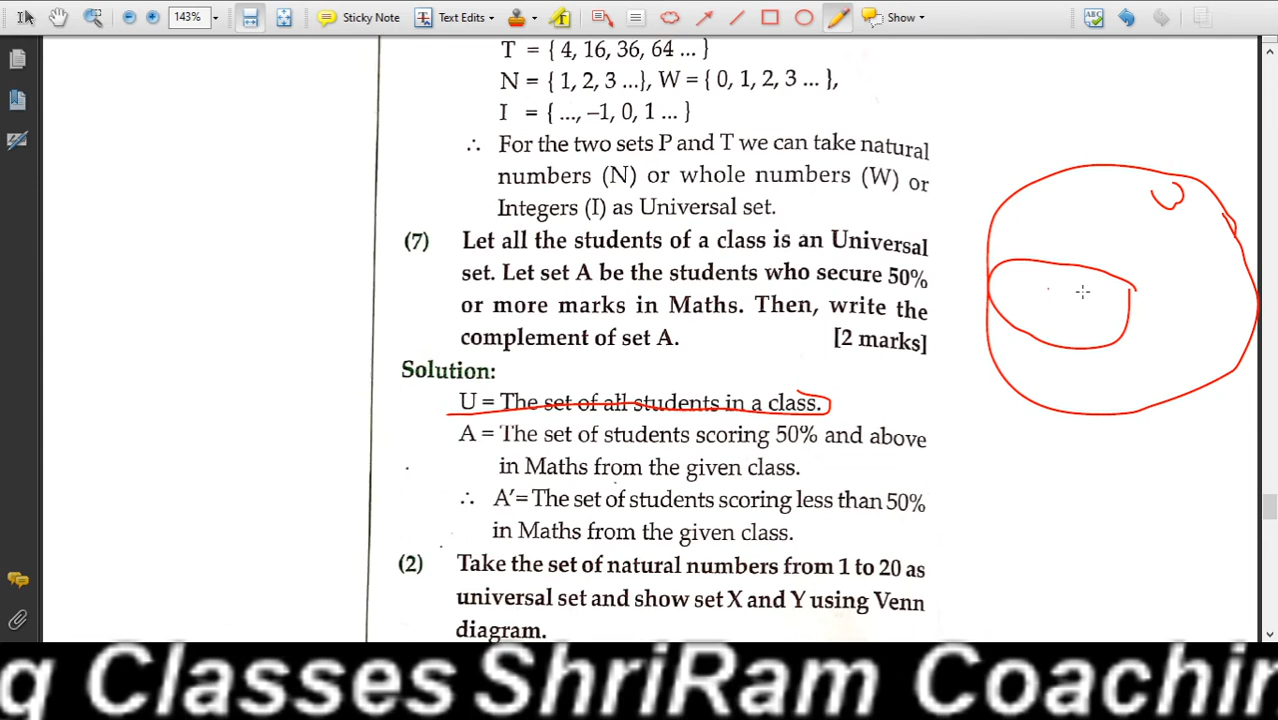 143%
Sticky Note
Text Edits
Show
T = { 4, 16, 36, 64 ... }
N = { 1, 2, 3 ...}, W = { 0, 1, 2, 3 ... },
I = { ..., –1, 0, 1 ... }
∴ For the two sets P and T we can take natural
numbers (N) or whole numbers (W) or
Integers (I) as Universal set.
(7) Let all the students of a class is an Universal
set. Let set A be the students who secure 50%
or more marks in Maths. Then, write the
complement of set A. [2 marks]
Solution:
U = The set of all students in a class.
A = The set of students scoring 50% and above
in Maths from the given class.
∴ A′= The set of students scoring less than 50%
in Maths from the given class.
(2) Take the set of natural numbers from 1 to 20 as
universal set and show set X and Y using Venn
diagram.
g Classes ShriRam Coachin